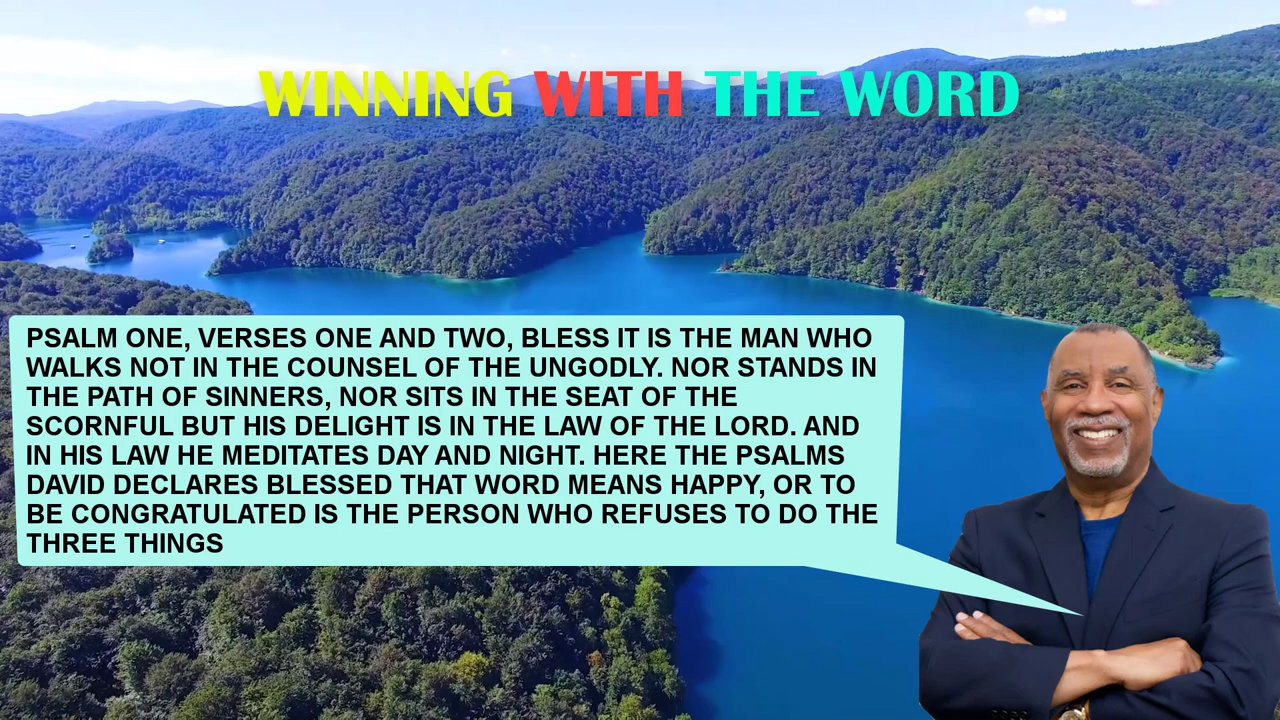 WINNING WITH THE WORD
PSALM ONE, VERSES ONE AND TWO, BLESS IT IS THE MAN WHO
WALKS NOT IN THE COUNSEL OF THE UNGODLY. NOR STANDS IN
THE PATH OF SINNERS, NOR SITS IN THE SEAT OF THE
SCORNFUL BUT HIS DELIGHT IS IN THE LAW OF THE LORD. AND
IN HIS LAW HE MEDITATES DAY AND NIGHT. HERE THE PSALMS
DAVID DECLARES BLESSED THAT WORD MEANS HAPPY, OR TO
BE CONGRATULATED IS THE PERSON WHO REFUSES TO DO THE
THREE THINGS